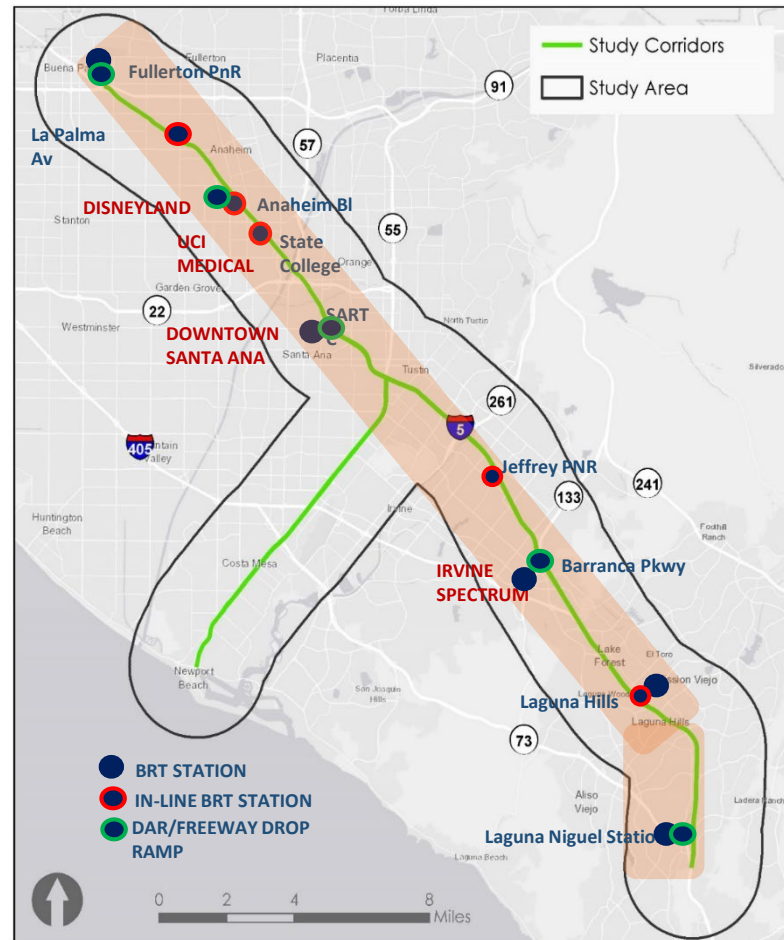 Yorba Linda
Study Corridors
Study Area
Buena P
Fullerton
Placentia
Fullerton PnR
91
La Palma
Av
57
Anaheim
DISNEYLAND
Anaheim Bl
Stanton
UCI
MEDICAL
State
College
55
Orange
Garden Grove
22
Westminster
DOWNTOWN
SANTA ANA
SART
C
Santa Ana
North Tustin
Tustin
Silverado
261
5
405
ntain
Valley
Jeffrey PNR
133
241
Huntington
Beach
Irvine
Foothill
Ranch
Costa Mesa
IRVINE
SPECTRUM
Barranca Pkwy
Newport
Beach
Lake
Forest
El Toro
San Joaquin
Hills
Laguna Wood
ssion Viejo
Laguna Hills
Laguna Hills
73
BRT STATION
IN-LINE BRT STATION
DAR/FREEWAY DROP
RAMP
Aliso
Viejo
Ladera Ranch
Laguna Niguel Statio
Laguna Beach
0 2 4 8
Miles